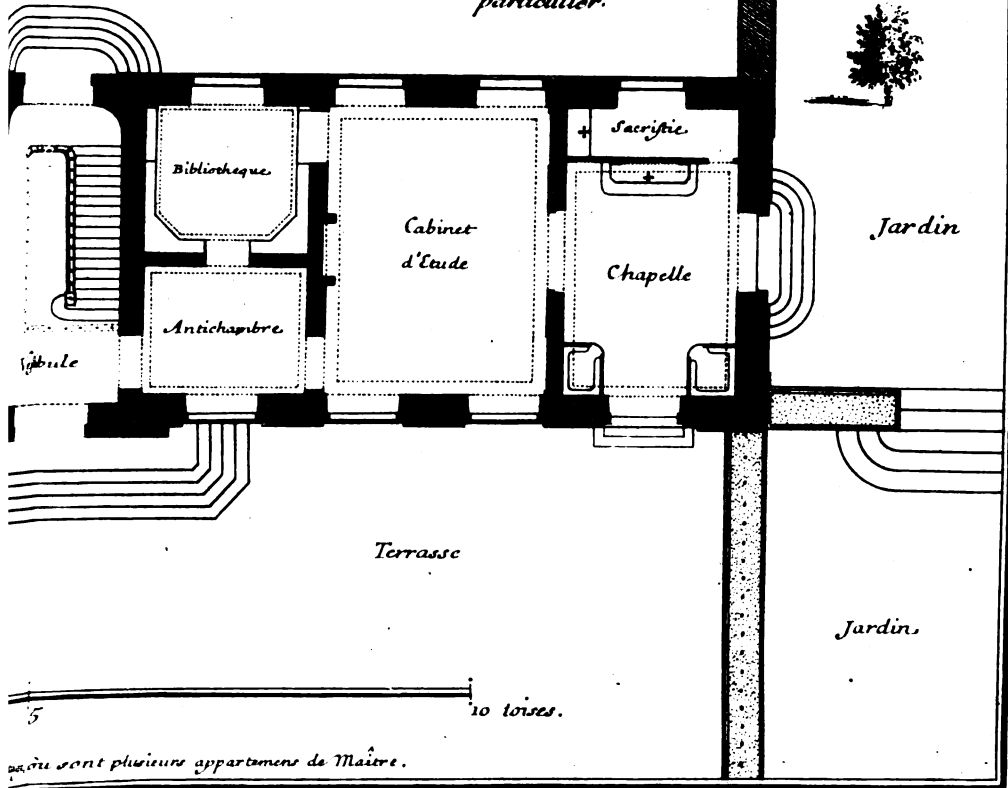 particulier.
Sacristie
Bibliotheque
Cabinet
d'Etude
Jardin
Chapelle
Antichambre
Terrasse
Jardin
5
10 toises.
où sont plusieurs appartemens de Maître.